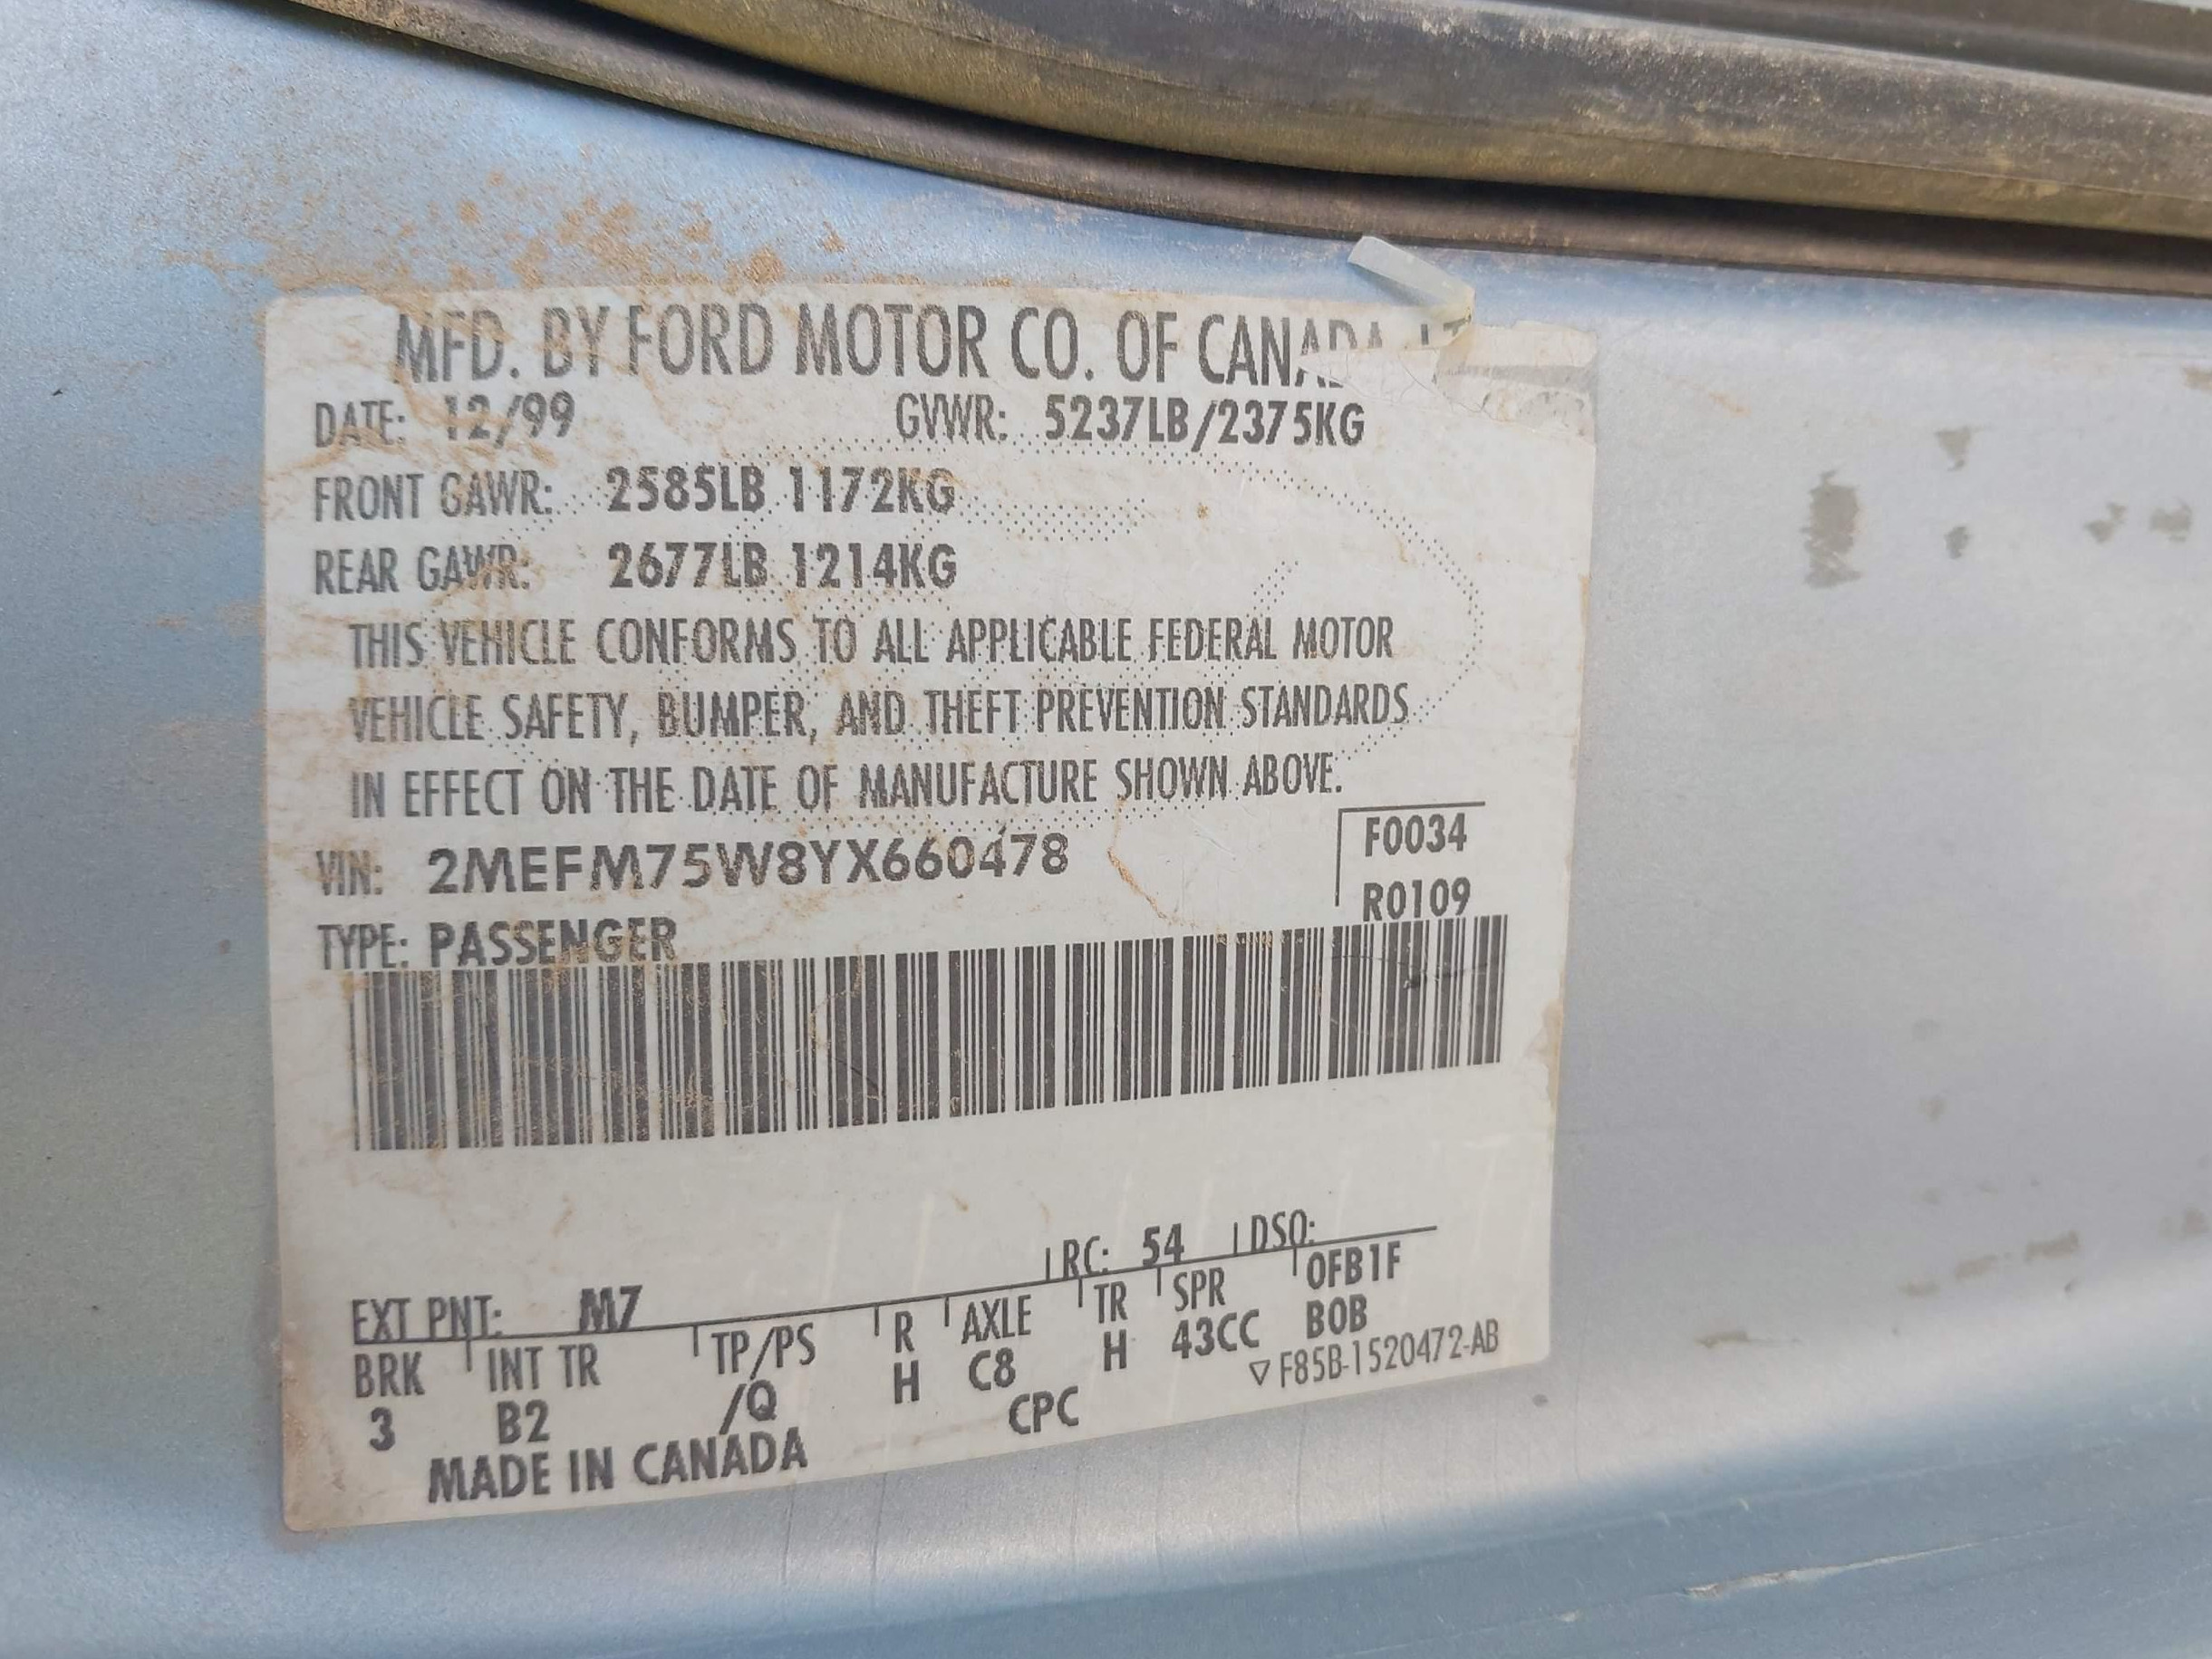 MFD. BY FORD MOTOR CO. OF CANADA
DATE: 12/99 GVWR: 5237LB/2375KG
FRONT GAWR: 2585LB 1172KG
REAR GAWR: 2677LB 1214KG
THIS VEHICLE CONFORMS TO ALL APPLICABLE FEDERAL MOTOR
VEHICLE SAFETY, BUMPER, AND THEFT PREVENTION STANDARDS
IN EFFECT ON THE DATE OF MANUFACTURE SHOWN ABOVE.
VIN: 2MEFM75W8YX660478 F0034
TYPE: PASSENGER R0109
EXT PNT: M7 RC: 54 DSO:
BRK INT TR TP/PS R AXLE TR SPR 0FB1F
3 B2 /Q H C8 H 43CC B0B
MADE IN CANADA CPC ▽ F85B-1520472-AB